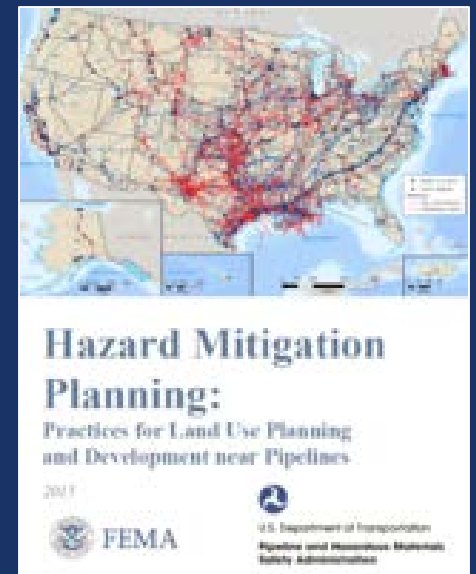 Hazard Mitigation
Planning:
Practices for Land Use Planning
and Development near Pipelines
FEMA
U.S. Department of Transportation
Pipeline and Hazardous Materials
Safety Administration